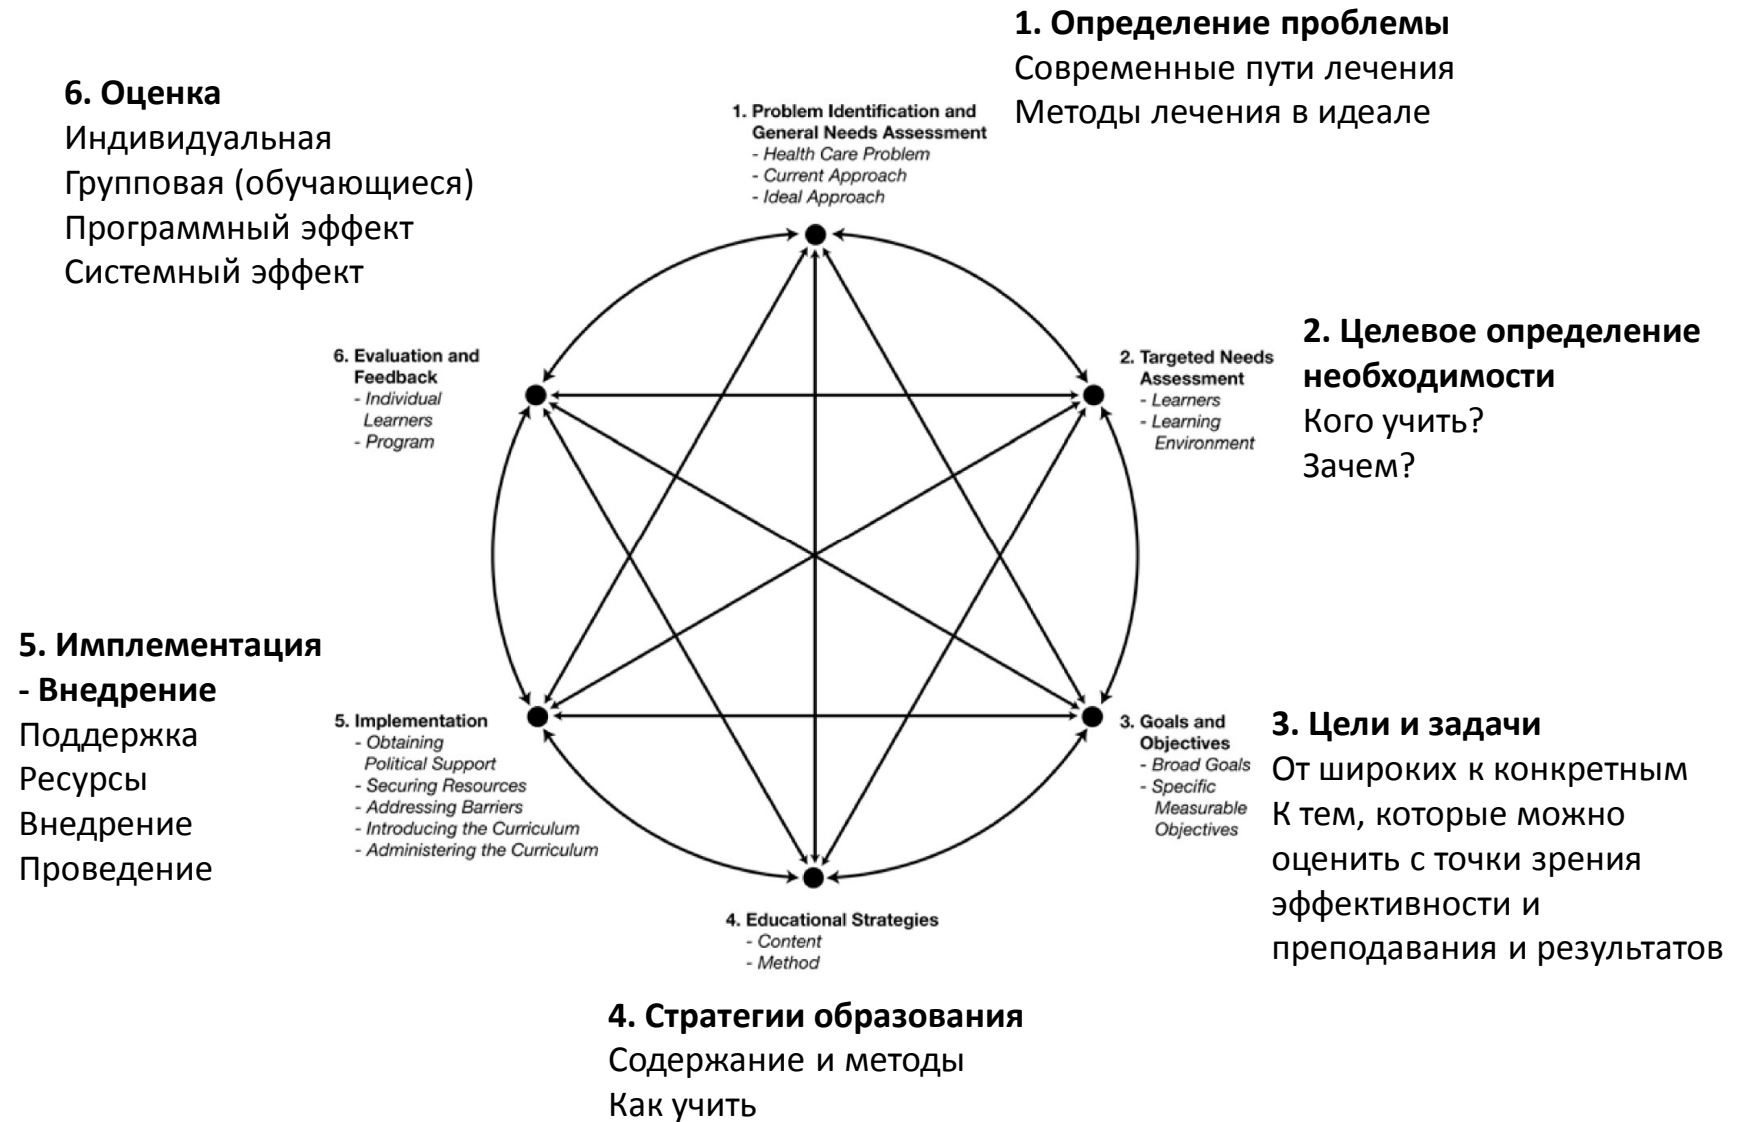 1. Определение проблемы
Современные пути лечения
Методы лечения в идеале
6. Оценка
Индивидуальная
Групповая (обучающиеся)
Программный эффект
Системный эффект
1. Problem Identification and
General Needs Assessment
- Health Care Problem
- Current Approach
- Ideal Approach
2. Целевое определение
необходимости
Кого учить?
Зачем?
6. Evaluation and
Feedback
- Individual
Learners
- Program
2. Targeted Needs
Assessment
- Learners
- Learning
Environment
5. Имплементация
- Внедрение
Поддержка
Ресурсы
Внедрение
Проведение
5. Implementation
- Obtaining
Political Support
- Securing Resources
- Addressing Barriers
- Introducing the Curriculum
- Administering the Curriculum
3. Goals and
Objectives
- Broad Goals
- Specific
Measurable
Objectives
3. Цели и задачи
От широких к конкретным
К тем, которые можно
оценить с точки зрения
эффективности и
преподавания и результатов
4. Educational Strategies
- Content
- Method
4. Стратегии образования
Содержание и методы
Как учить